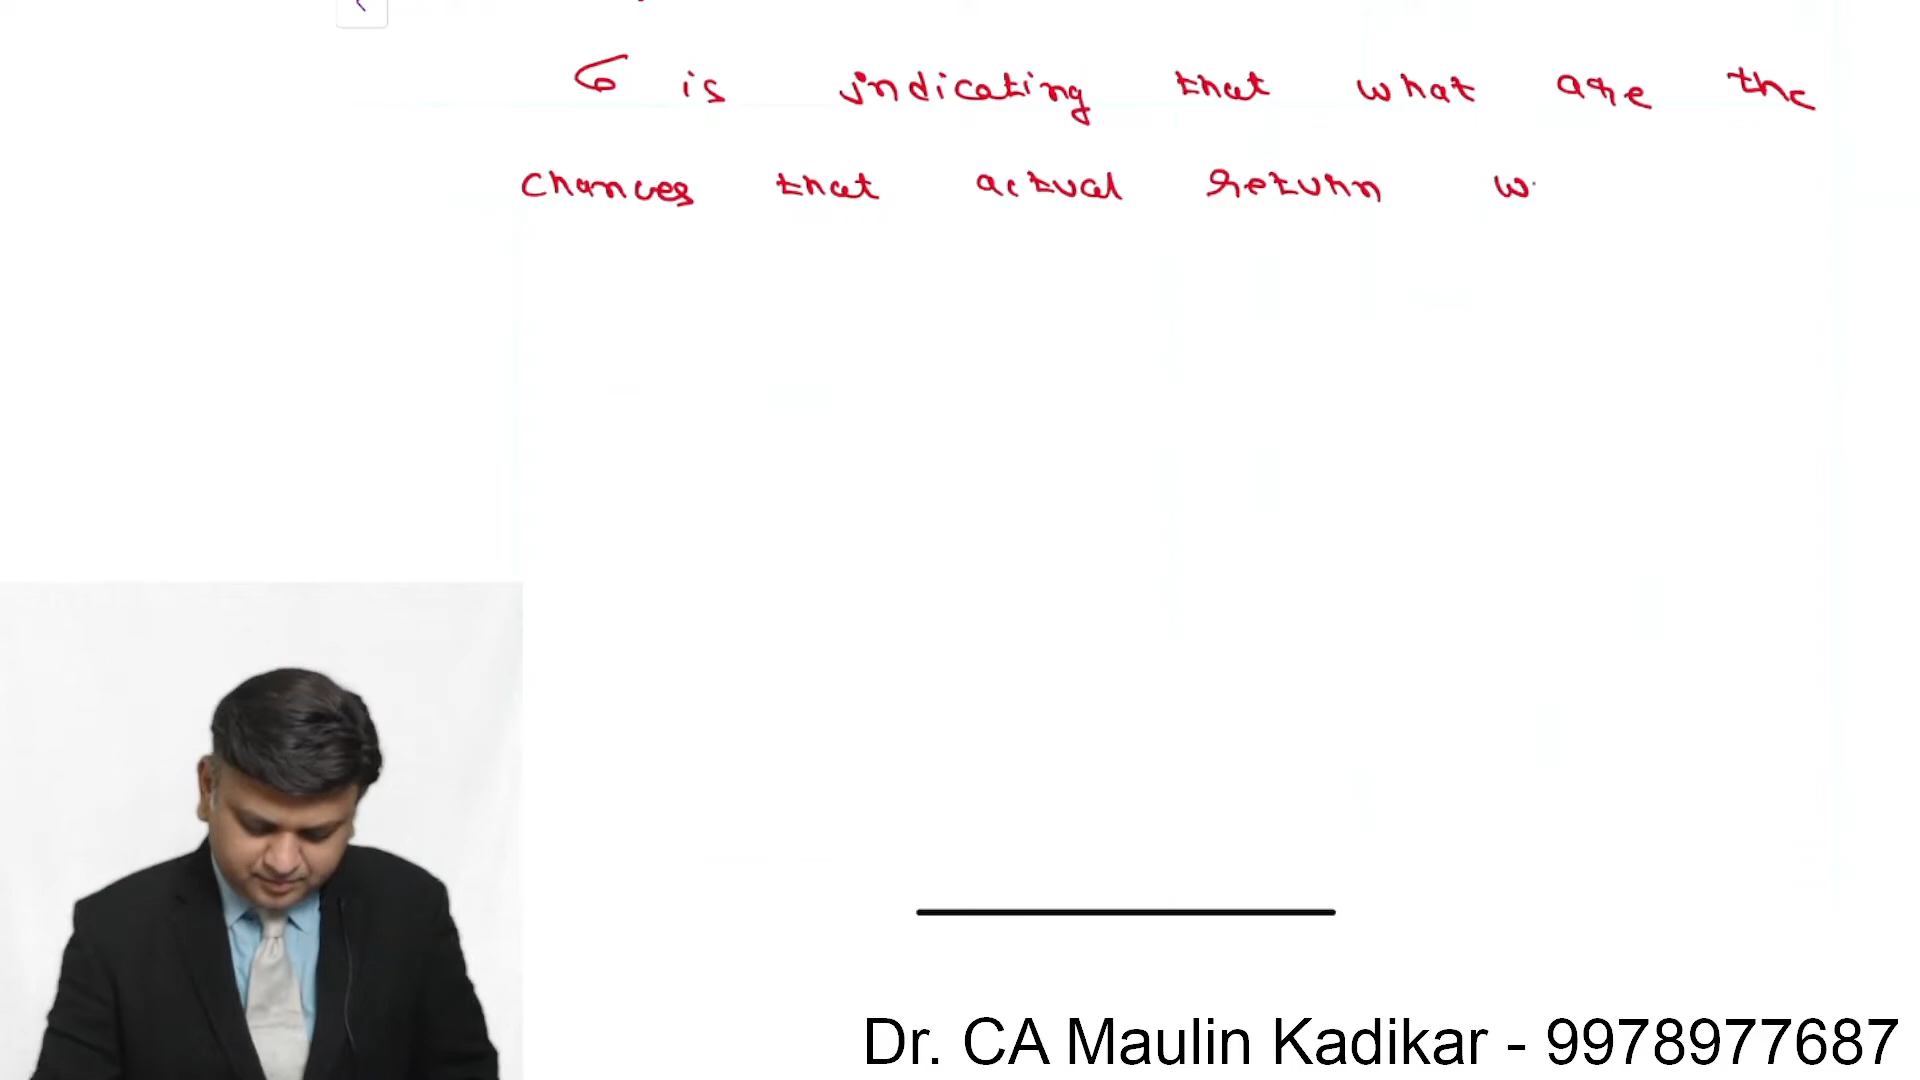 σ is indicating that what are the
chances that actual return w
Dr. CA Maulin Kadikar - 9978977687